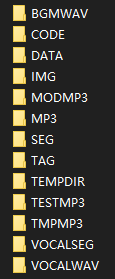 BGMWAV
CODE
DATA
IMG
MODMP3
MP3
SEG
TAG
TEMPDIR
TESTMP3
TMPMP3
VOCALSEG
VOCALWAV